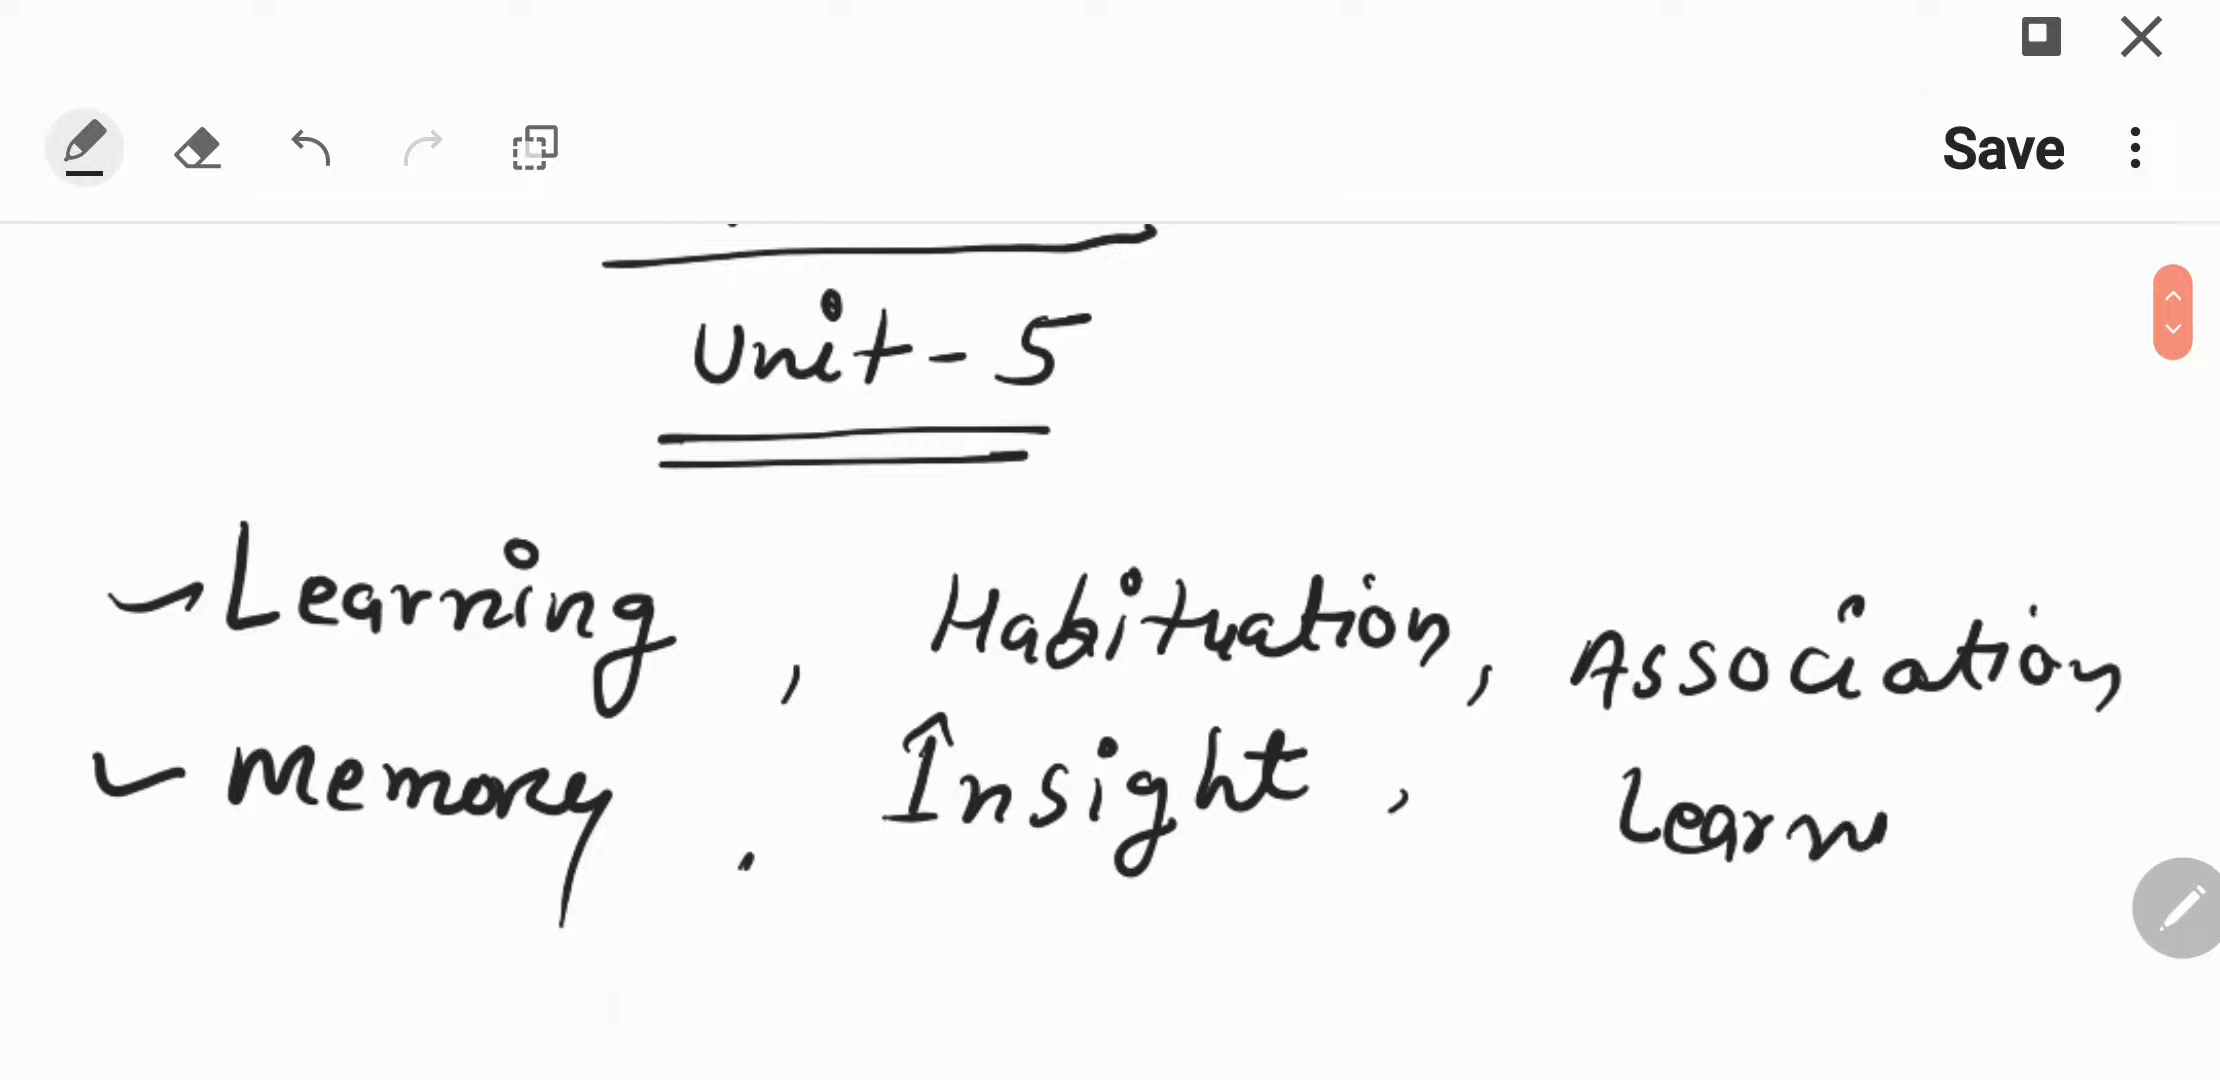 Save
Unit - 5
Learning, Habituation, Association
Memory. Insight, Learn